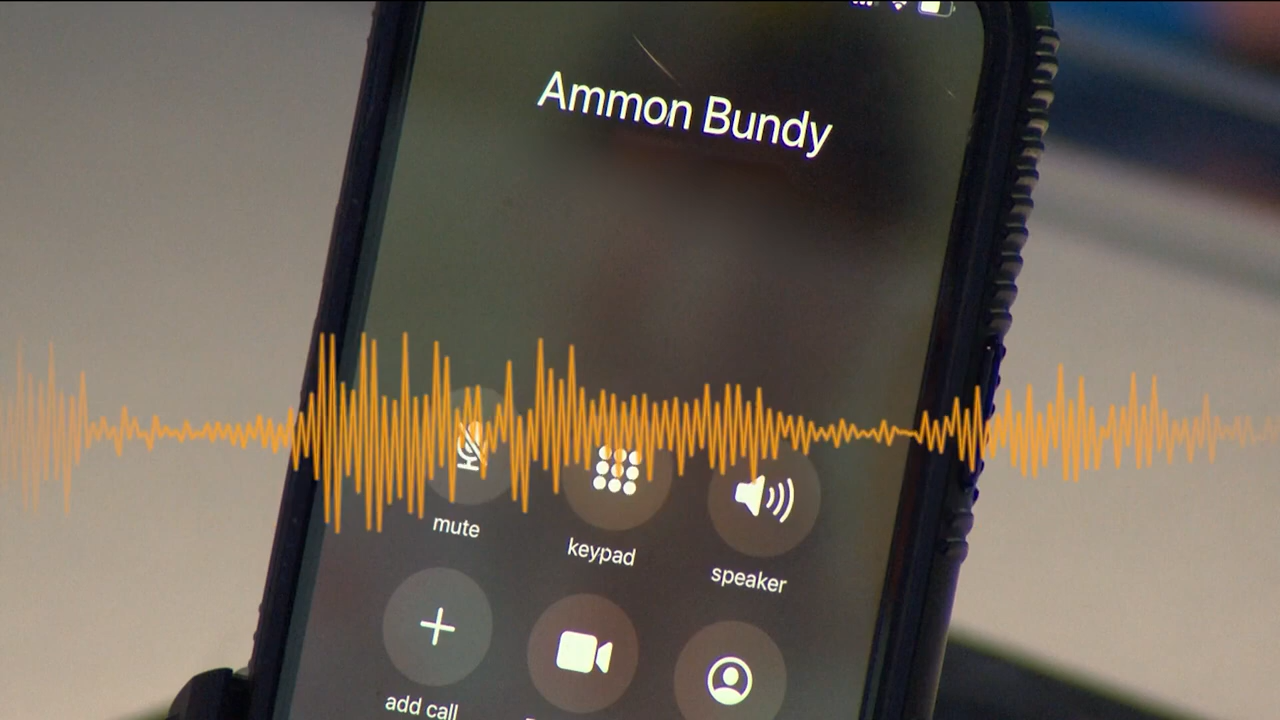 Ammon Bundy
mute
keypad
speaker
add call